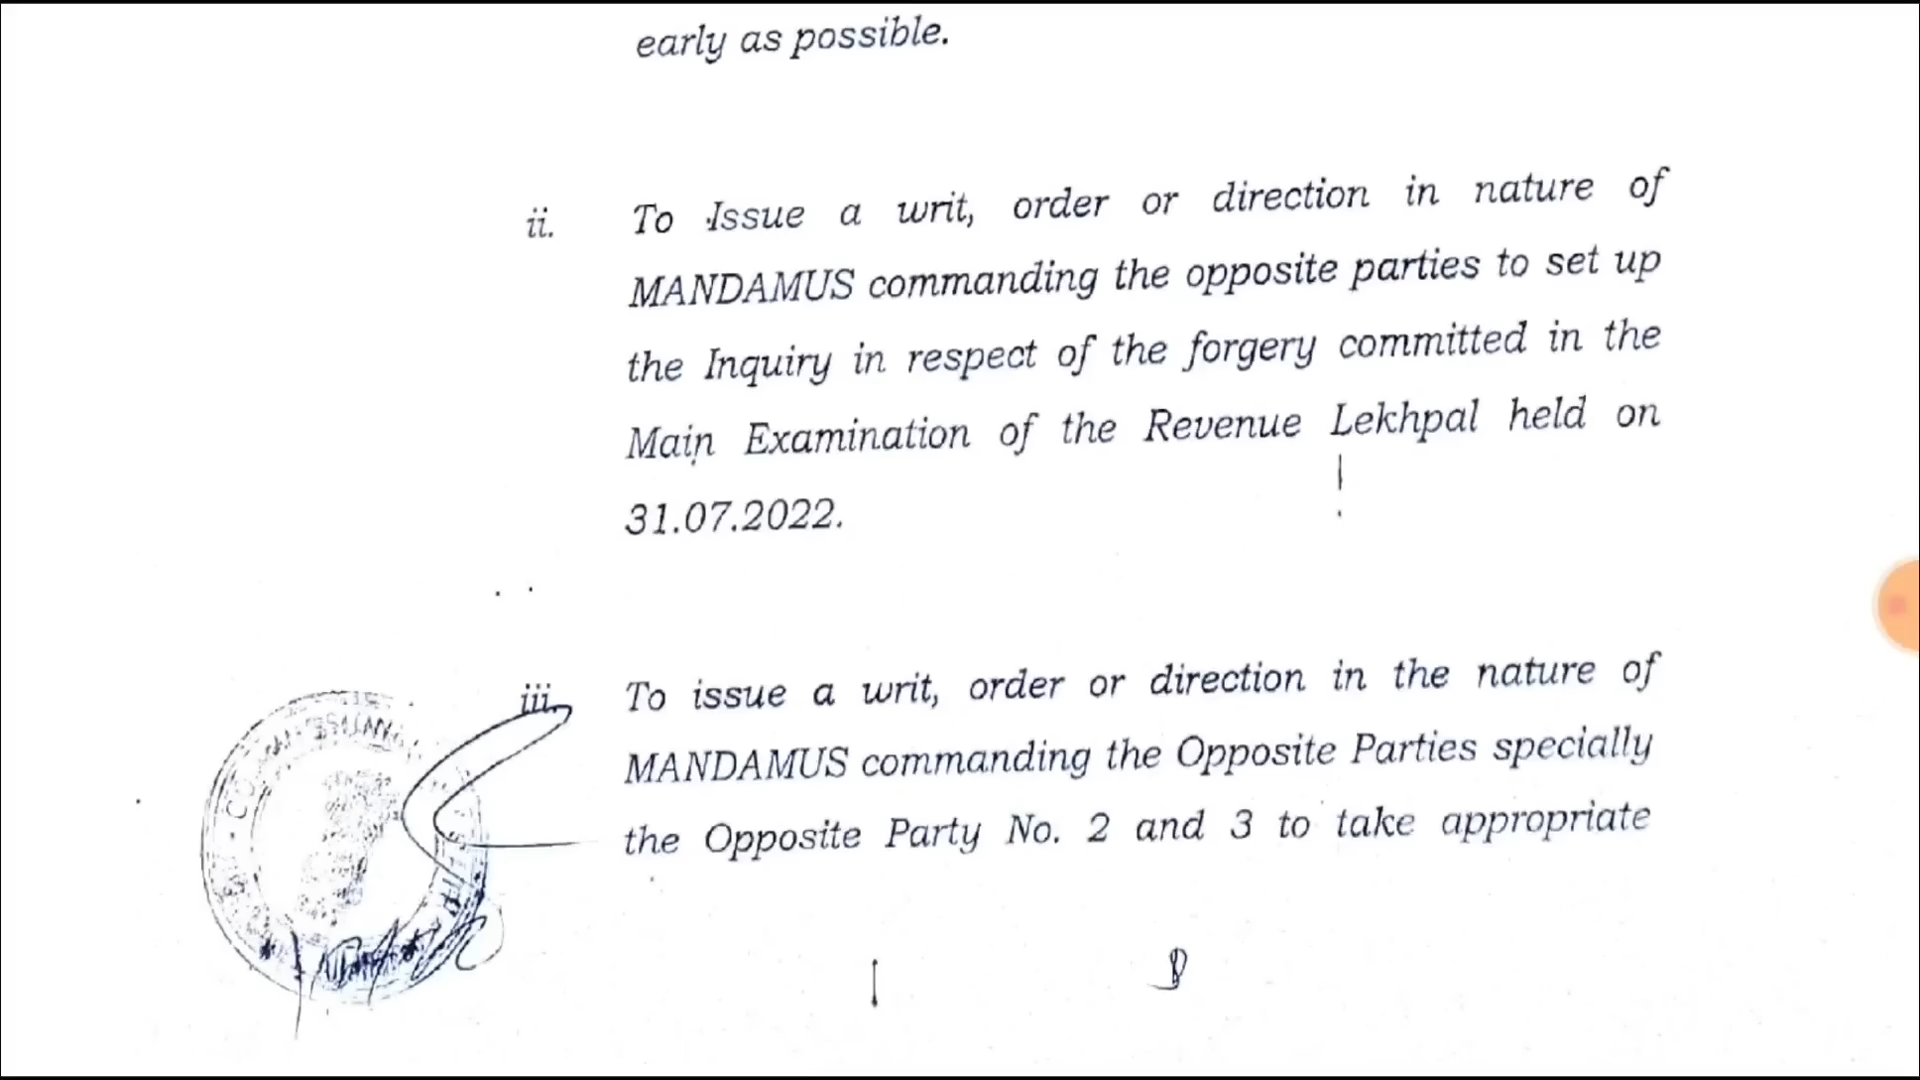 early as possible.
ii. To Issue a writ, order or direction in nature of
MANDAMUS commanding the opposite parties to set up
the Inquiry in respect of the forgery committed in the
Main Examination of the Revenue Lekhpal held on
31.07.2022.
iii. To issue a writ, order or direction in the nature of
MANDAMUS commanding the Opposite Parties specially
the Opposite Party No. 2 and 3 to take appropriate